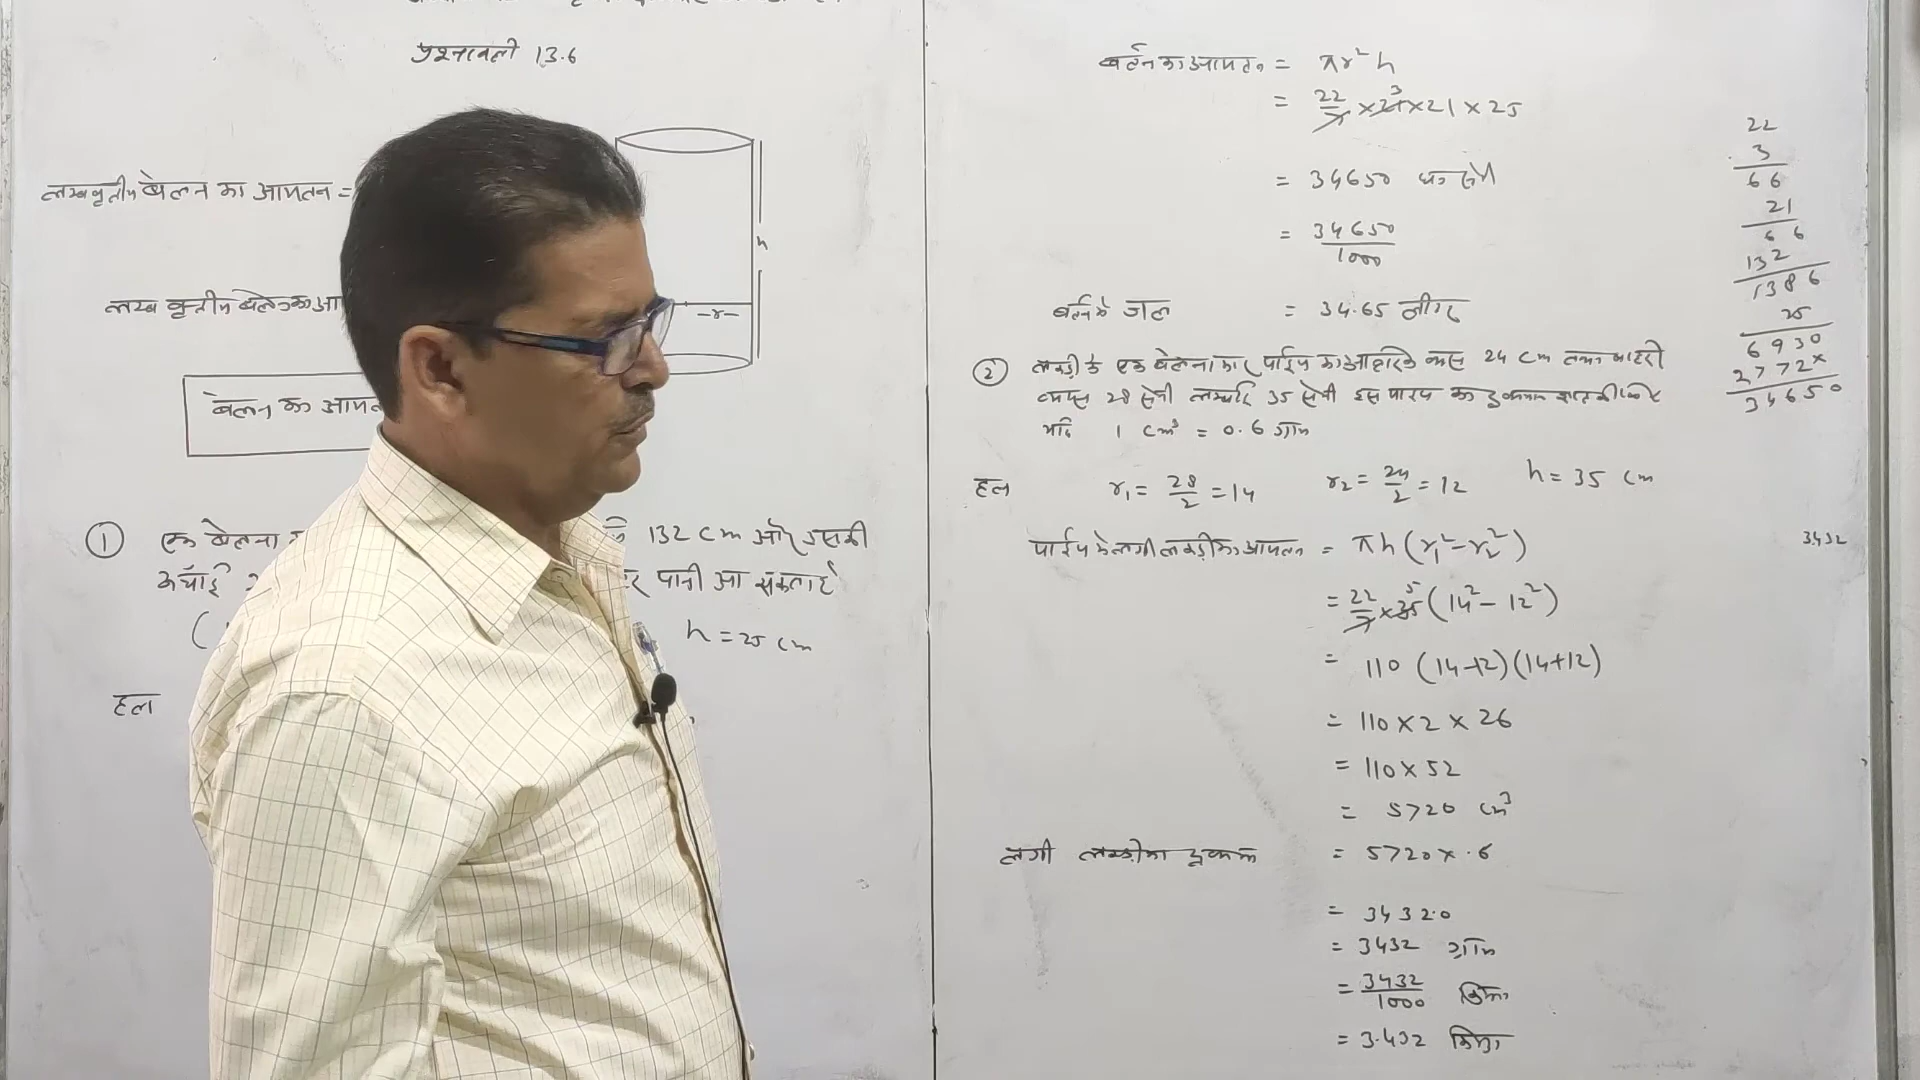 प्रश्नावली 13.6
लम्ब वृत्तीय बेलन का आयतन =
h
लम्ब वृत्तीय बेलन का आ
-r-
बेलन का आयत
① एक बेलना 132 cm और उसकी
ऊँचाई पानी आ सकता है
( h = 25 cm
हल
बर्तन का आयतन = πr² h
= 22/7 × 21 × 21 × 25 3
= 34650 घन सेमी
= 34650/1000
बर्तन में जल = 34.65 लीटर
② लकड़ी के एक बेलनाकार पाईप का आंतरिक व्यास 24 cm तथा बाहरी
व्यास 28 सेमी लम्बाई 35 सेमी इस पाइप का द्रव्यमान ज्ञात कीजिए
यदि 1 cm³ = 0.6 ग्राम
हल r₁ = 28/2 = 14 r₂ = 24/2 = 12 h = 35 cm
पाईप में लगी लकड़ी का आयतन = πh (r₁² – r₂²)
= 22/7 × 35 (14² – 12²) 5
= 110 (14-12)(14+12)
= 110 × 2 × 26
= 110 × 52
= 5720 cm³
लगी लकड़ी का द्रव्यमान = 5720 × .6
= 3432.0
= 3432 ग्राम
= 3432/1000 किग्रा
= 3.432 किग्रा
22
3
66
21
66
132
1386
25
6930
2772×
34650
3432